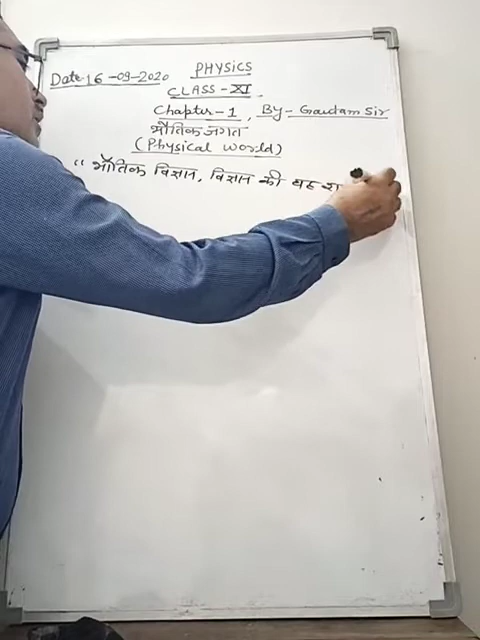 PHYSICS
Date 16-09-2020
CLASS - XI.
Chapter - 1, By - Gautam Sir
भौतिक जगत
(Physical World)
" भौतिक विज्ञान, विज्ञान की वह